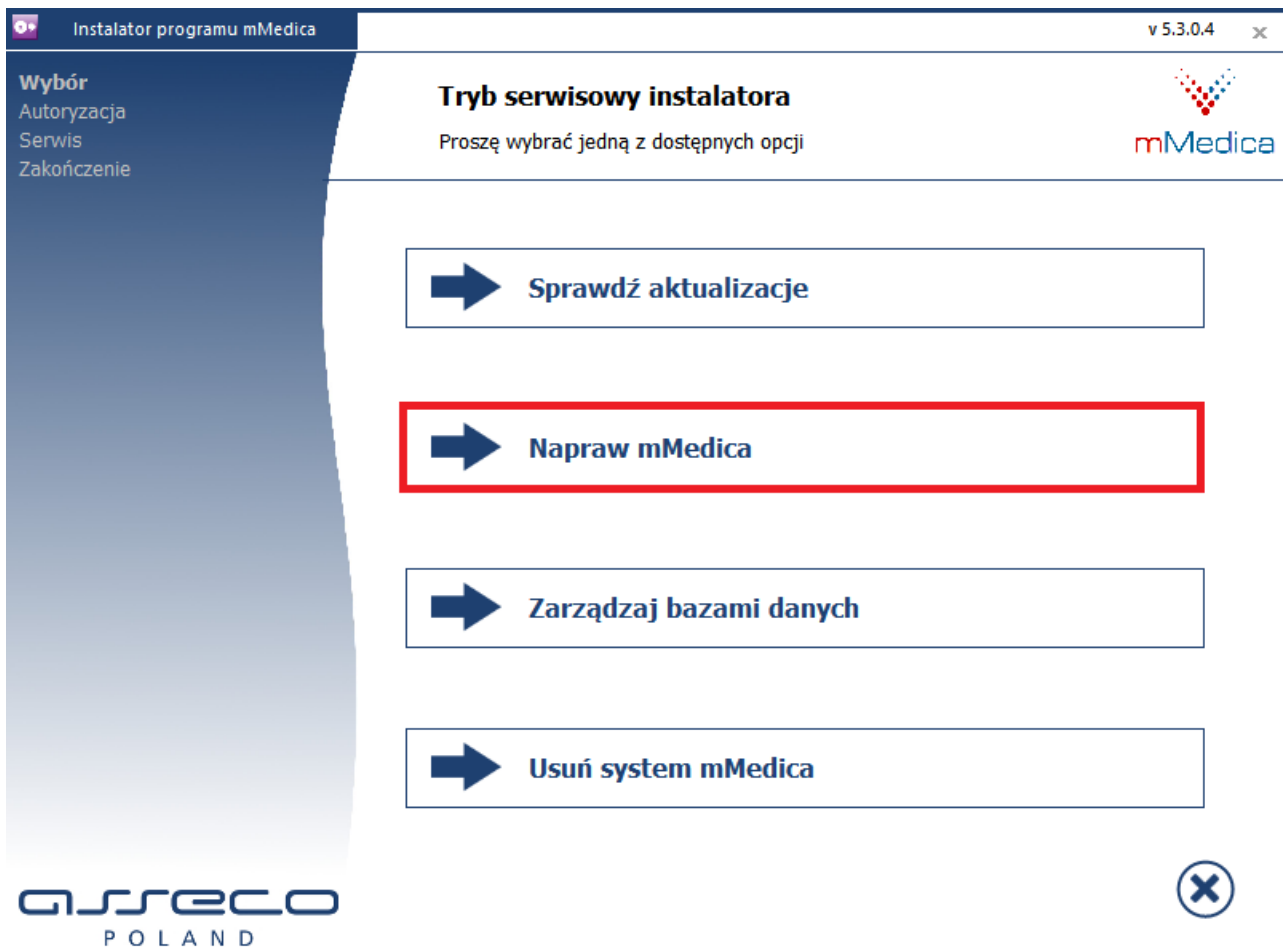 Instalator programu mMedica
v 5.3.0.4
Wybór
Autoryzacja
Serwis
Zakończenie
Tryb serwisowy instalatora
Proszę wybrać jedną z dostępnych opcji
mMedica
Sprawdź aktualizacje
Napraw mMedica
Zarządzaj bazami danych
Usuń system mMedica
asseco
POLAND